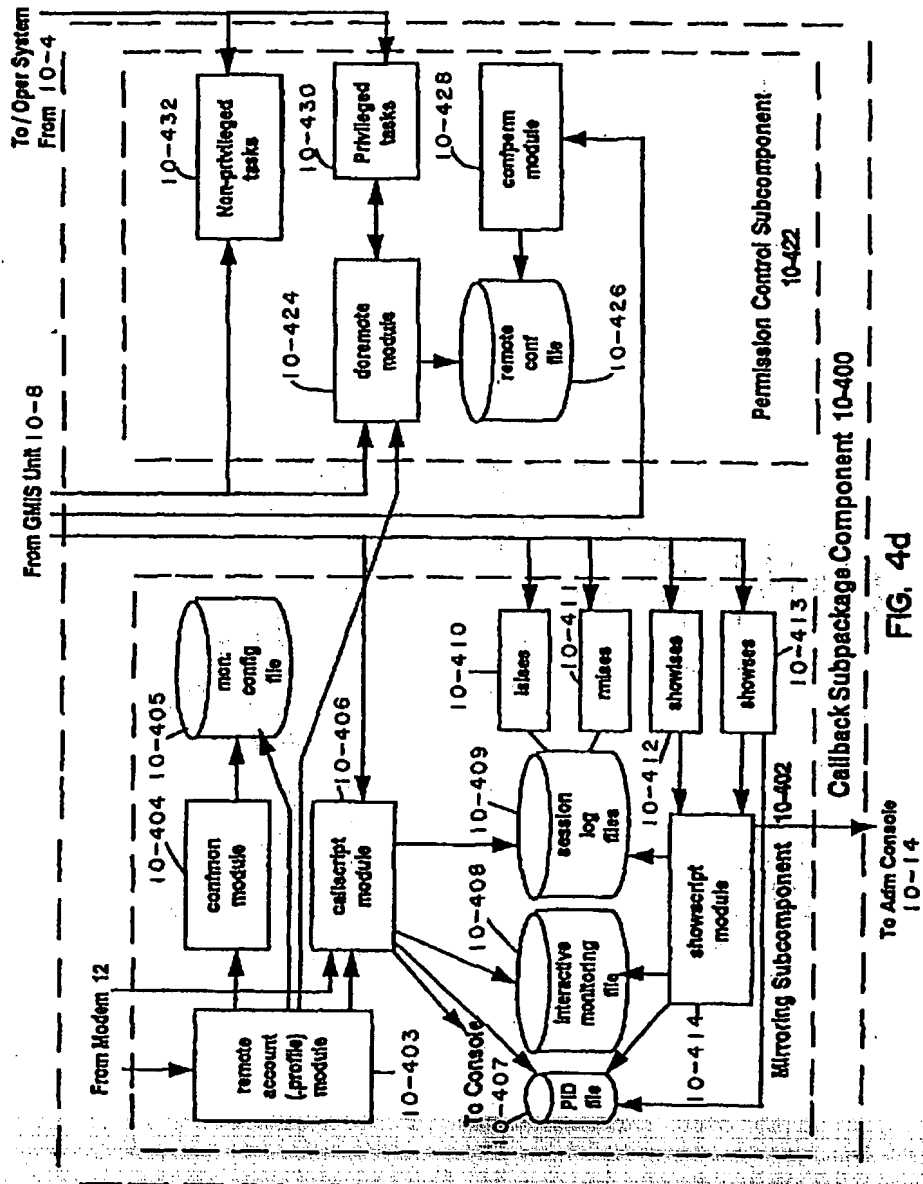 To/Oper System
From 10-4
10-432
Non-privileged
tasks
10-430
Privileged
tasks
10-428
confperm
module
10-424
doremote
module
remote
conf
file
10-426
Permission Control Subcomponent
10-422
From GMIS Unit 10-8
10-405
mon.
config
file
10-404
confmon
module
10-406
callscript
module
From Modem 12
remote
account
(.profile)
module
10-403
10-410
lslses
10-411
rmlses
showlses
10-412
showses
10-413
10-409
session
log
files
10-408
interactive
monitoring
file
To Console
10-407
PID
file
showscript
module
10-414
Mirroring Subcomponent 10-402
Callback Subpackage Component 10-400
To Adm Console
10-14
FIG. 4d